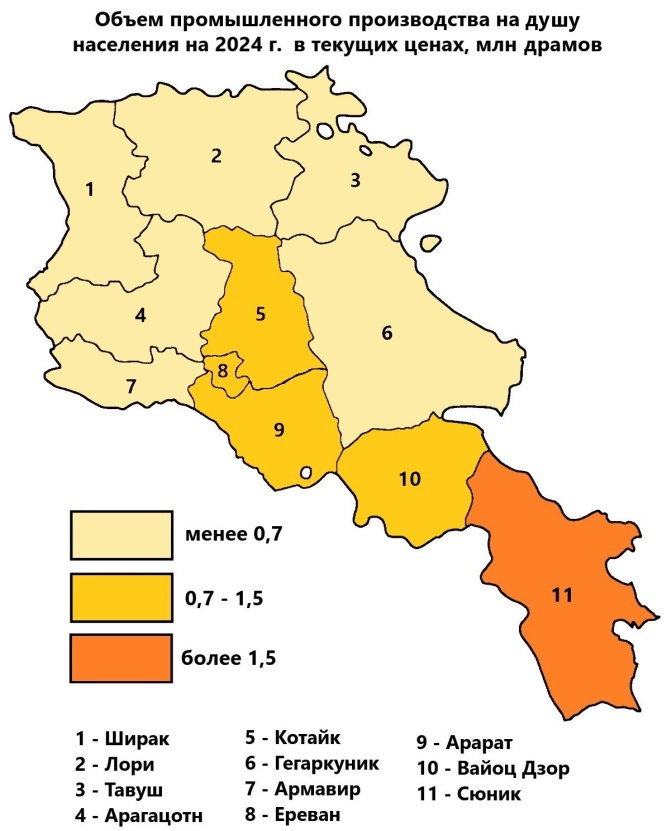 Объем промышленного производства на душу
населения на 2024 г. в текущих ценах, млн драмов
1
2
3
4
5
6
7
8
9
10
11
менее 0,7
0,7 - 1,5
более 1,5
1 - Ширак
2 - Лори
3 - Тавуш
4 - Арагацотн
5 - Котайк
6 - Гегаркуник
7 - Армавир
8 - Ереван
9 - Арарат
10 - Вайоц Дзор
11 - Сюник